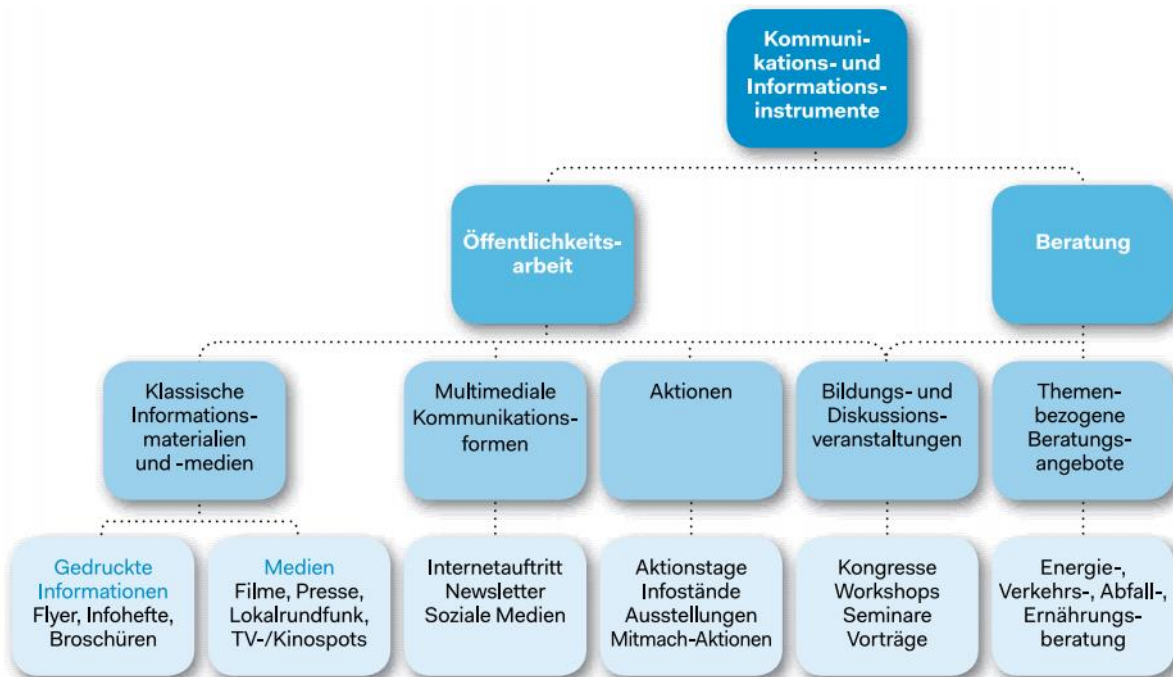 Kommuni-
kations- und
Informations-
instrumente
Öffentlichkeits-
arbeit
Beratung
Klassische
Informations-
materialien
und -medien
Multimediale
Kommunikations-
formen
Aktionen
Bildungs- und
Diskussions-
veranstaltungen
Themen-
bezogene
Beratungs-
angebote
Gedruckte
Informationen
Flyer, Infohefte,
Broschüren
Medien
Filme, Presse,
Lokalrundfunk,
TV-/Kinospots
Internetauftritt
Newsletter
Soziale Medien
Aktionstage
Infostände
Ausstellungen
Mitmach-Aktionen
Kongresse
Workshops
Seminare
Vorträge
Energie-,
Verkehrs-, Abfall-,
Ernährungs-
beratung